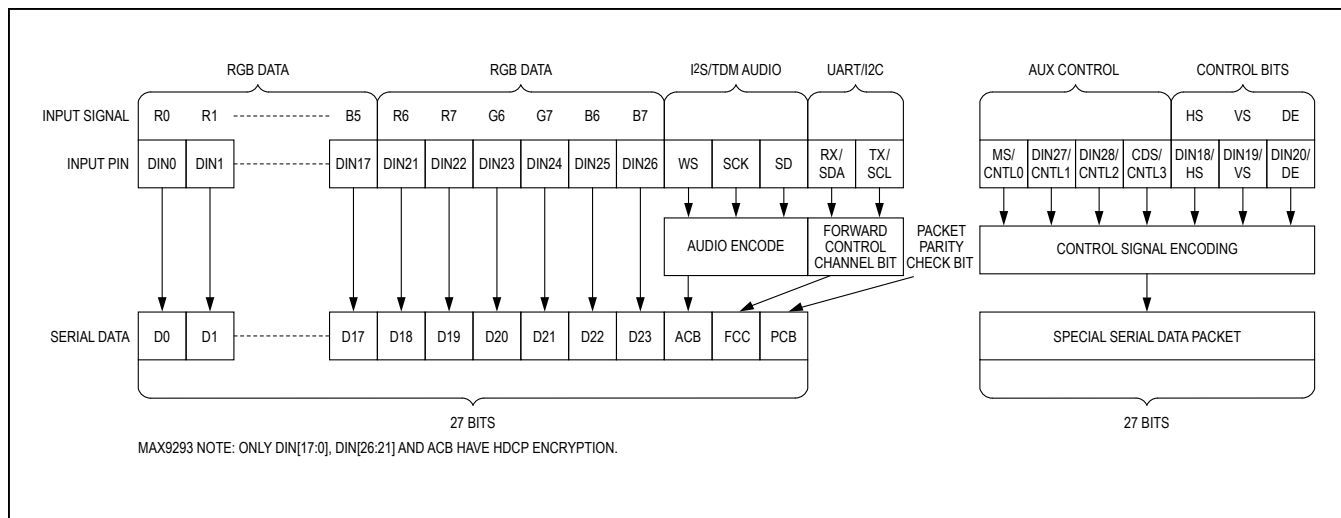 RGB DATA RGB DATA I²S/TDM AUDIO UART/I2C AUX CONTROL CONTROL BITS
INPUT SIGNAL R0 R1 B5 R6 R7 G6 G7 B6 B7 HS VS DE
INPUT PIN DIN0 DIN1 DIN17 DIN21 DIN22 DIN23 DIN24 DIN25 DIN26 WS SCK SD RX/ TX/ MS/ DIN27/ DIN28/ CDS/ DIN18/ DIN19/ DIN20/
SDA SCL CNTL0 CNTL1 CNTL2 CNTL3 HS VS DE
AUDIO ENCODE
FORWARD
CONTROL
CHANNEL BIT
PACKET
PARITY
CHECK BIT
CONTROL SIGNAL ENCODING
SERIAL DATA D0 D1 D17 D18 D19 D20 D21 D22 D23 ACB FCC PCB SPECIAL SERIAL DATA PACKET
27 BITS 27 BITS
MAX9293 NOTE: ONLY DIN[17:0], DIN[26:21] AND ACB HAVE HDCP ENCRYPTION.